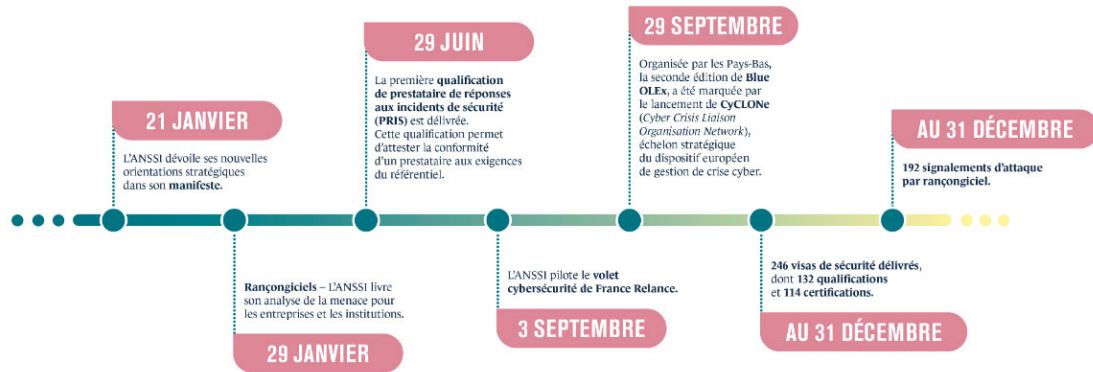 21 JANVIER
L'ANSSI dévoile ses nouvelles
orientations stratégiques
dans son manifeste.
Rançongiciels – L'ANSSI livre
son analyse de la menace pour
les entreprises et les institutions.
29 JANVIER
29 JUIN
La première qualification
de prestataire de réponses
aux incidents de sécurité
(PRIS) est délivrée.
Cette qualification permet
d'attester la conformité
d'un prestataire aux exigences
du référentiel.
L'ANSSI pilote le volet
cybersécurité de France Relance.
3 SEPTEMBRE
29 SEPTEMBRE
Organisée par les Pays-Bas,
la seconde édition de Blue
OLEx, a été marquée par
le lancement de CyCLONe
(Cyber Crisis Liaison
Organisation Network),
échelon stratégique
du dispositif européen
de gestion de crise cyber.
246 visas de sécurité délivrés,
dont 132 qualifications
et 114 certifications.
AU 31 DÉCEMBRE
AU 31 DÉCEMBRE
192 signalements d'attaque
par rançongiciel.